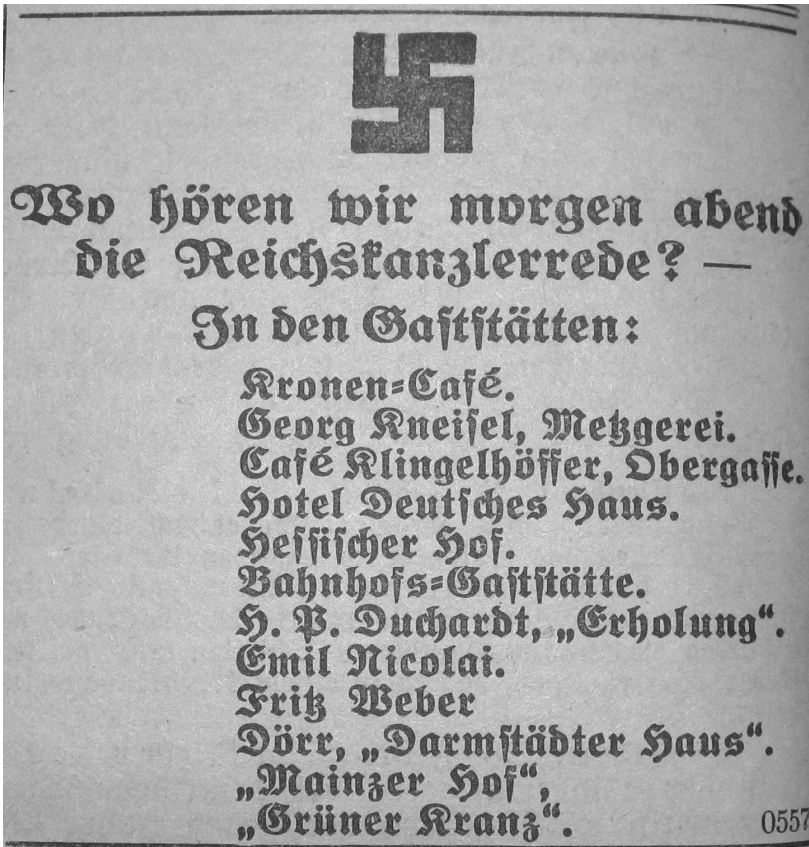 Wo hören wir morgen abend
die Reichskanzlerrede? —
In den Gaststätten:
Kronen-Café.
Georg Kneisel, Metzgerei.
Café Klingelhöffer, Obergasse.
Hotel Deutsches Haus.
Hessischer Hof.
Bahnhofs-Gaststätte.
H. P. Duchardt, „Erholung“.
Emil Nicolai.
Fritz Weber
Dörr, „Darmstädter Haus“.
„Mainzer Hof“,
„Grüner Kranz“.
0557